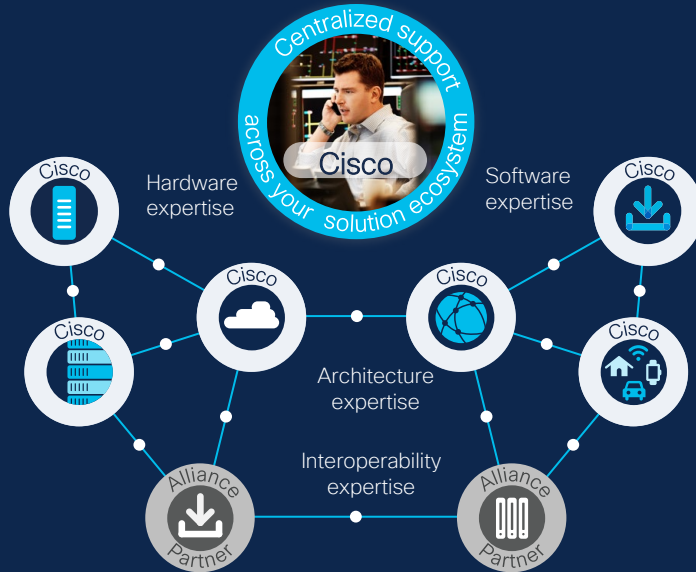 Centralized support
across your solution ecosystem
Cisco
Hardware
expertise
Software
expertise
Cisco
Cisco
Cisco
Cisco
Cisco
Cisco
Architecture
expertise
Interoperability
expertise
Alliance
Partner
Alliance
Partner